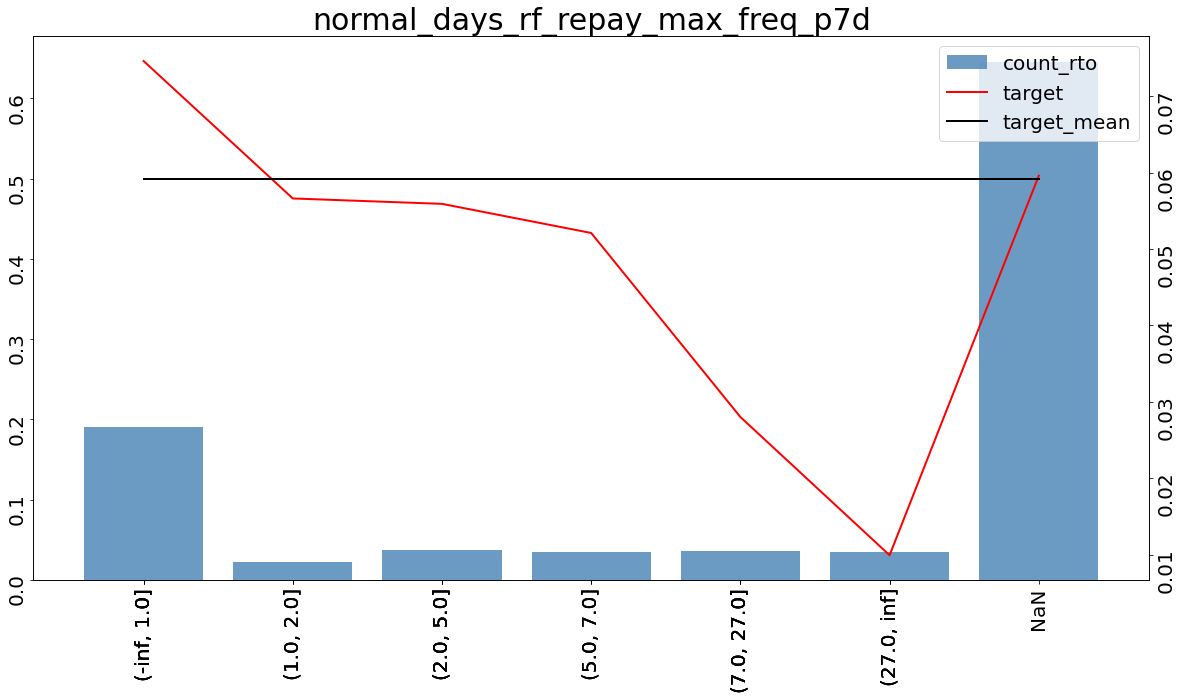 normal_days_rf_repay_max_freq_p7d
count_rto
target
target_mean
0.6
0.5
0.4
0.3
0.2
0.1
0.0
0.07
0.06
0.05
0.04
0.03
0.02
0.01
(-inf, 1.0]
(1.0, 2.0]
(2.0, 5.0]
(5.0, 7.0]
(7.0, 27.0]
(27.0, inf]
NaN